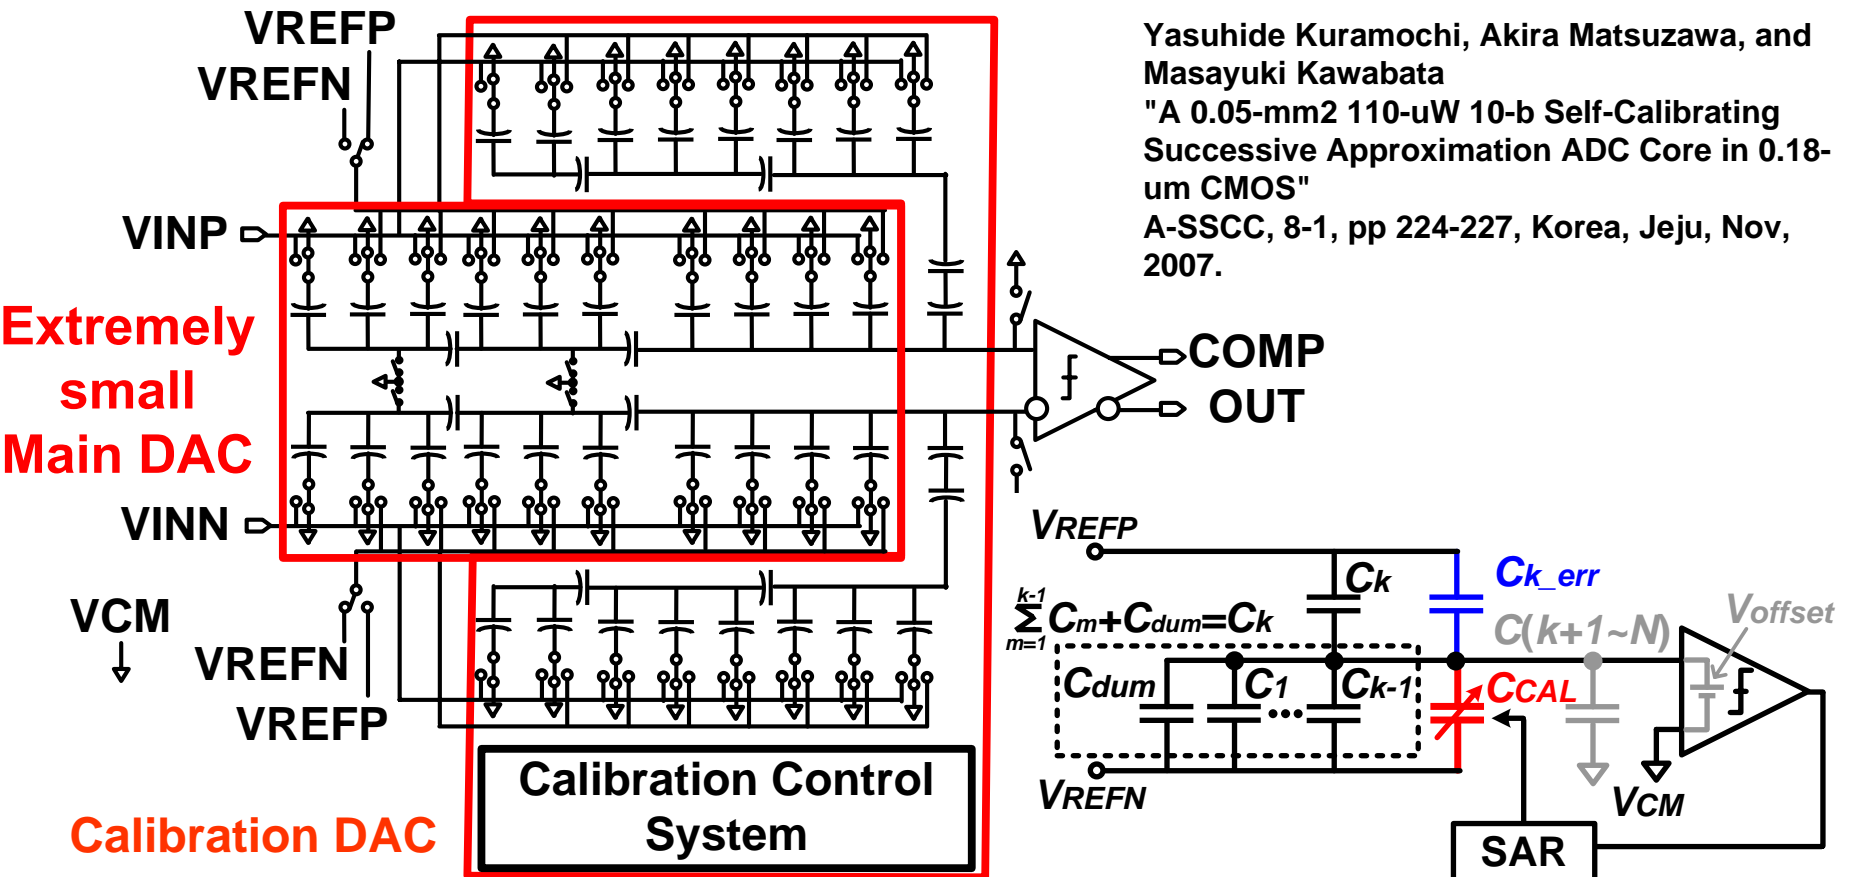 VREFP
VREFN
VINP
Extremely
small
Main DAC
VINN
VCM
VREFN
VREFP
Calibration DAC
Calibration Control
System
COMP
OUT
Yasuhide Kuramochi, Akira Matsuzawa, and
Masayuki Kawabata
"A 0.05-mm2 110-uW 10-b Self-Calibrating
Successive Approximation ADC Core in 0.18-
um CMOS"
A-SSCC, 8-1, pp 224-227, Korea, Jeju, Nov,
2007.
VREFP
Ck
Ck_err
k-1
ΣCm+Cdum=Ck
m=1
C(k+1~N)
Voffset
Cdum
C1
Ck-1
CCAL
VREFN
VCM
SAR